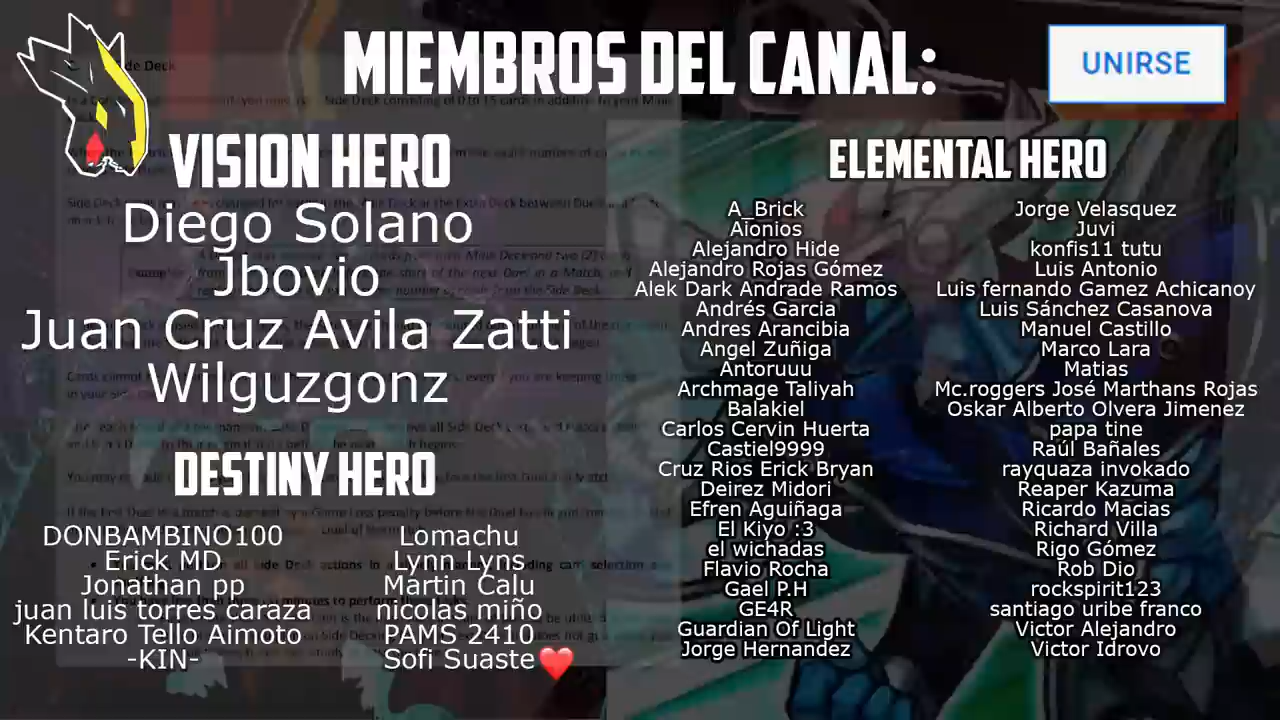 MIEMBROS DEL CANAL:
UNIRSE
VISION HERO
Diego Solano
Jbovio
Juan Cruz Avila Zatti
Wilguzgonz
DESTINY HERO
DONBAMBINO100
Erick MD
Jonathan pp
juan luis torres caraza
Kentaro Tello Aimoto
-KIN-
Lomachu
Lynn Lyns
Martin Calu
nicolas miño
PAMS 2410
Sofi Suaste❤️
ELEMENTAL HERO
A_Brick
Aionios
Alejandro Hide
Alejandro Rojas Gómez
Alek Dark Andrade Ramos
Andrés Garcia
Andres Arancibia
Angel Zuñiga
Antoruuu
Archmage Taliyah
Balakiel
Carlos Cervin Huerta
Castiel9999
Cruz Rios Erick Bryan
Deirez Midori
Efren Aguiñaga
El Kiyo :3
el wichadas
Flavio Rocha
Gael P.H
GE4R
Guardian Of Light
Jorge Hernandez
Jorge Velasquez
Juvi
konfis11 tutu
Luis Antonio
Luis fernando Gamez Achicanoy
Luis Sánchez Casanova
Manuel Castillo
Marco Lara
Matias
Mc.roggers José Marthans Rojas
Oskar Alberto Olvera Jimenez
papa tine
Raúl Bañales
rayquaza invokado
Reaper Kazuma
Ricardo Macias
Richard Villa
Rigo Gómez
Rob Dio
rockspirit123
santiago uribe franco
Victor Alejandro
Victor Idrovo